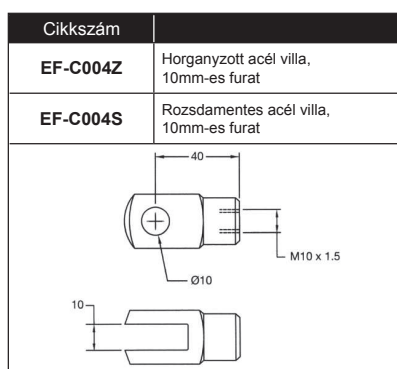 Cikkszám
EF-C004Z
Horganyzott acél villa,
10mm-es furat
EF-C004S
Rozsdamentes acél villa,
10mm-es furat
40
M10 x 1.5
Ø10
10